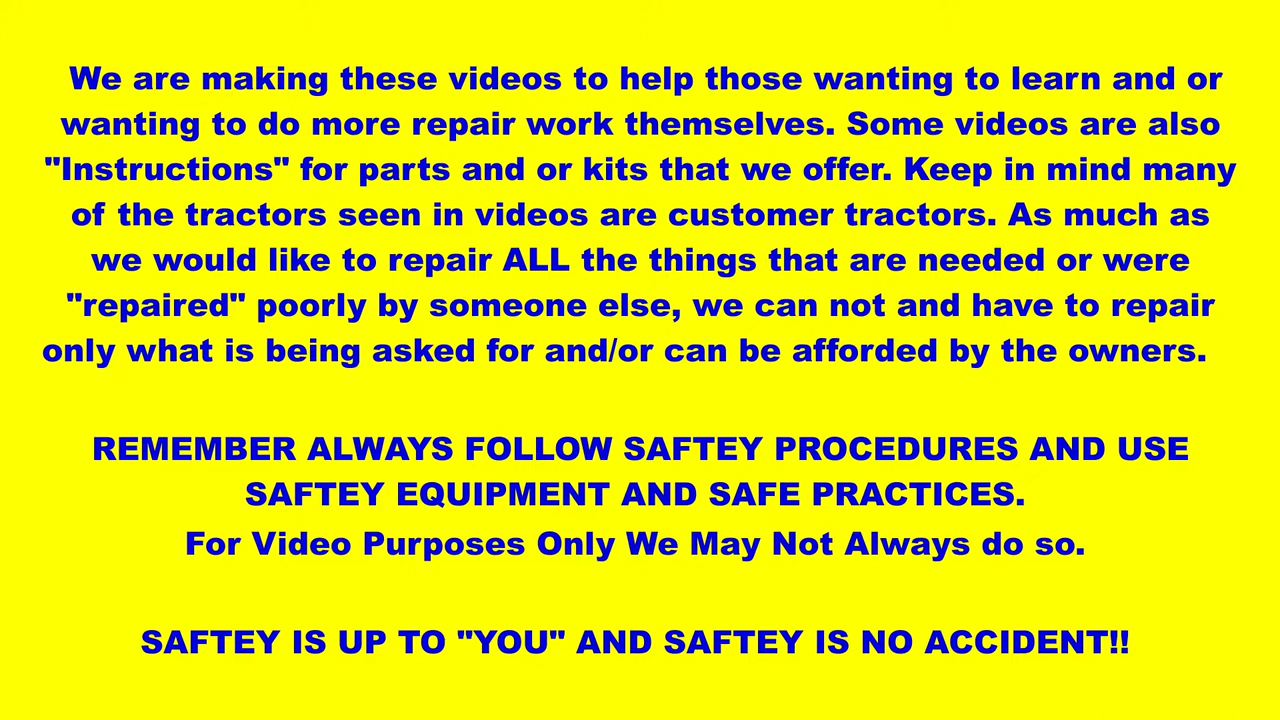 We are making these videos to help those wanting to learn and or
wanting to do more repair work themselves. Some videos are also
"Instructions" for parts and or kits that we offer. Keep in mind many
of the tractors seen in videos are customer tractors. As much as
we would like to repair ALL the things that are needed or were
"repaired" poorly by someone else, we can not and have to repair
only what is being asked for and/or can be afforded by the owners.
REMEMBER ALWAYS FOLLOW SAFTEY PROCEDURES AND USE
SAFTEY EQUIPMENT AND SAFE PRACTICES.
For Video Purposes Only We May Not Always do so.
SAFTEY IS UP TO "YOU" AND SAFTEY IS NO ACCIDENT!!